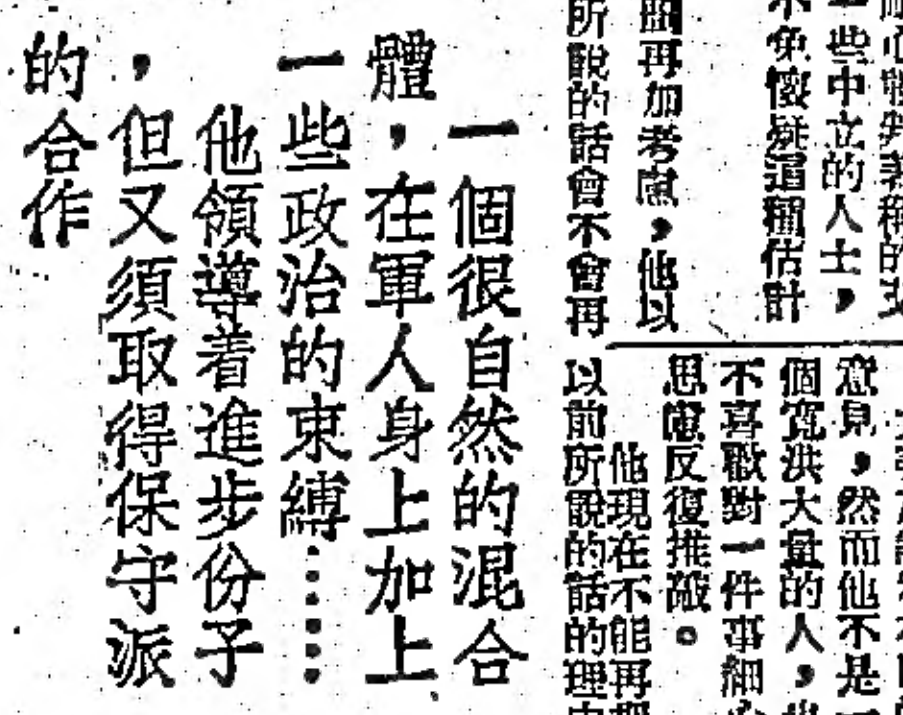 些中立的人士，
不免懷疑這種估計
再加考慮，他以
所說的話會不會再
意見，然而他不是
個寬洪大量的人，
不喜歡對一件事細
思慮反復推敲。
他現在不能再
以前所說的話的理
一個很自然的混合
體，在軍人身上加上
一些政治的束縛……
他領導着進步份子
，但又須取得保守派
的合作